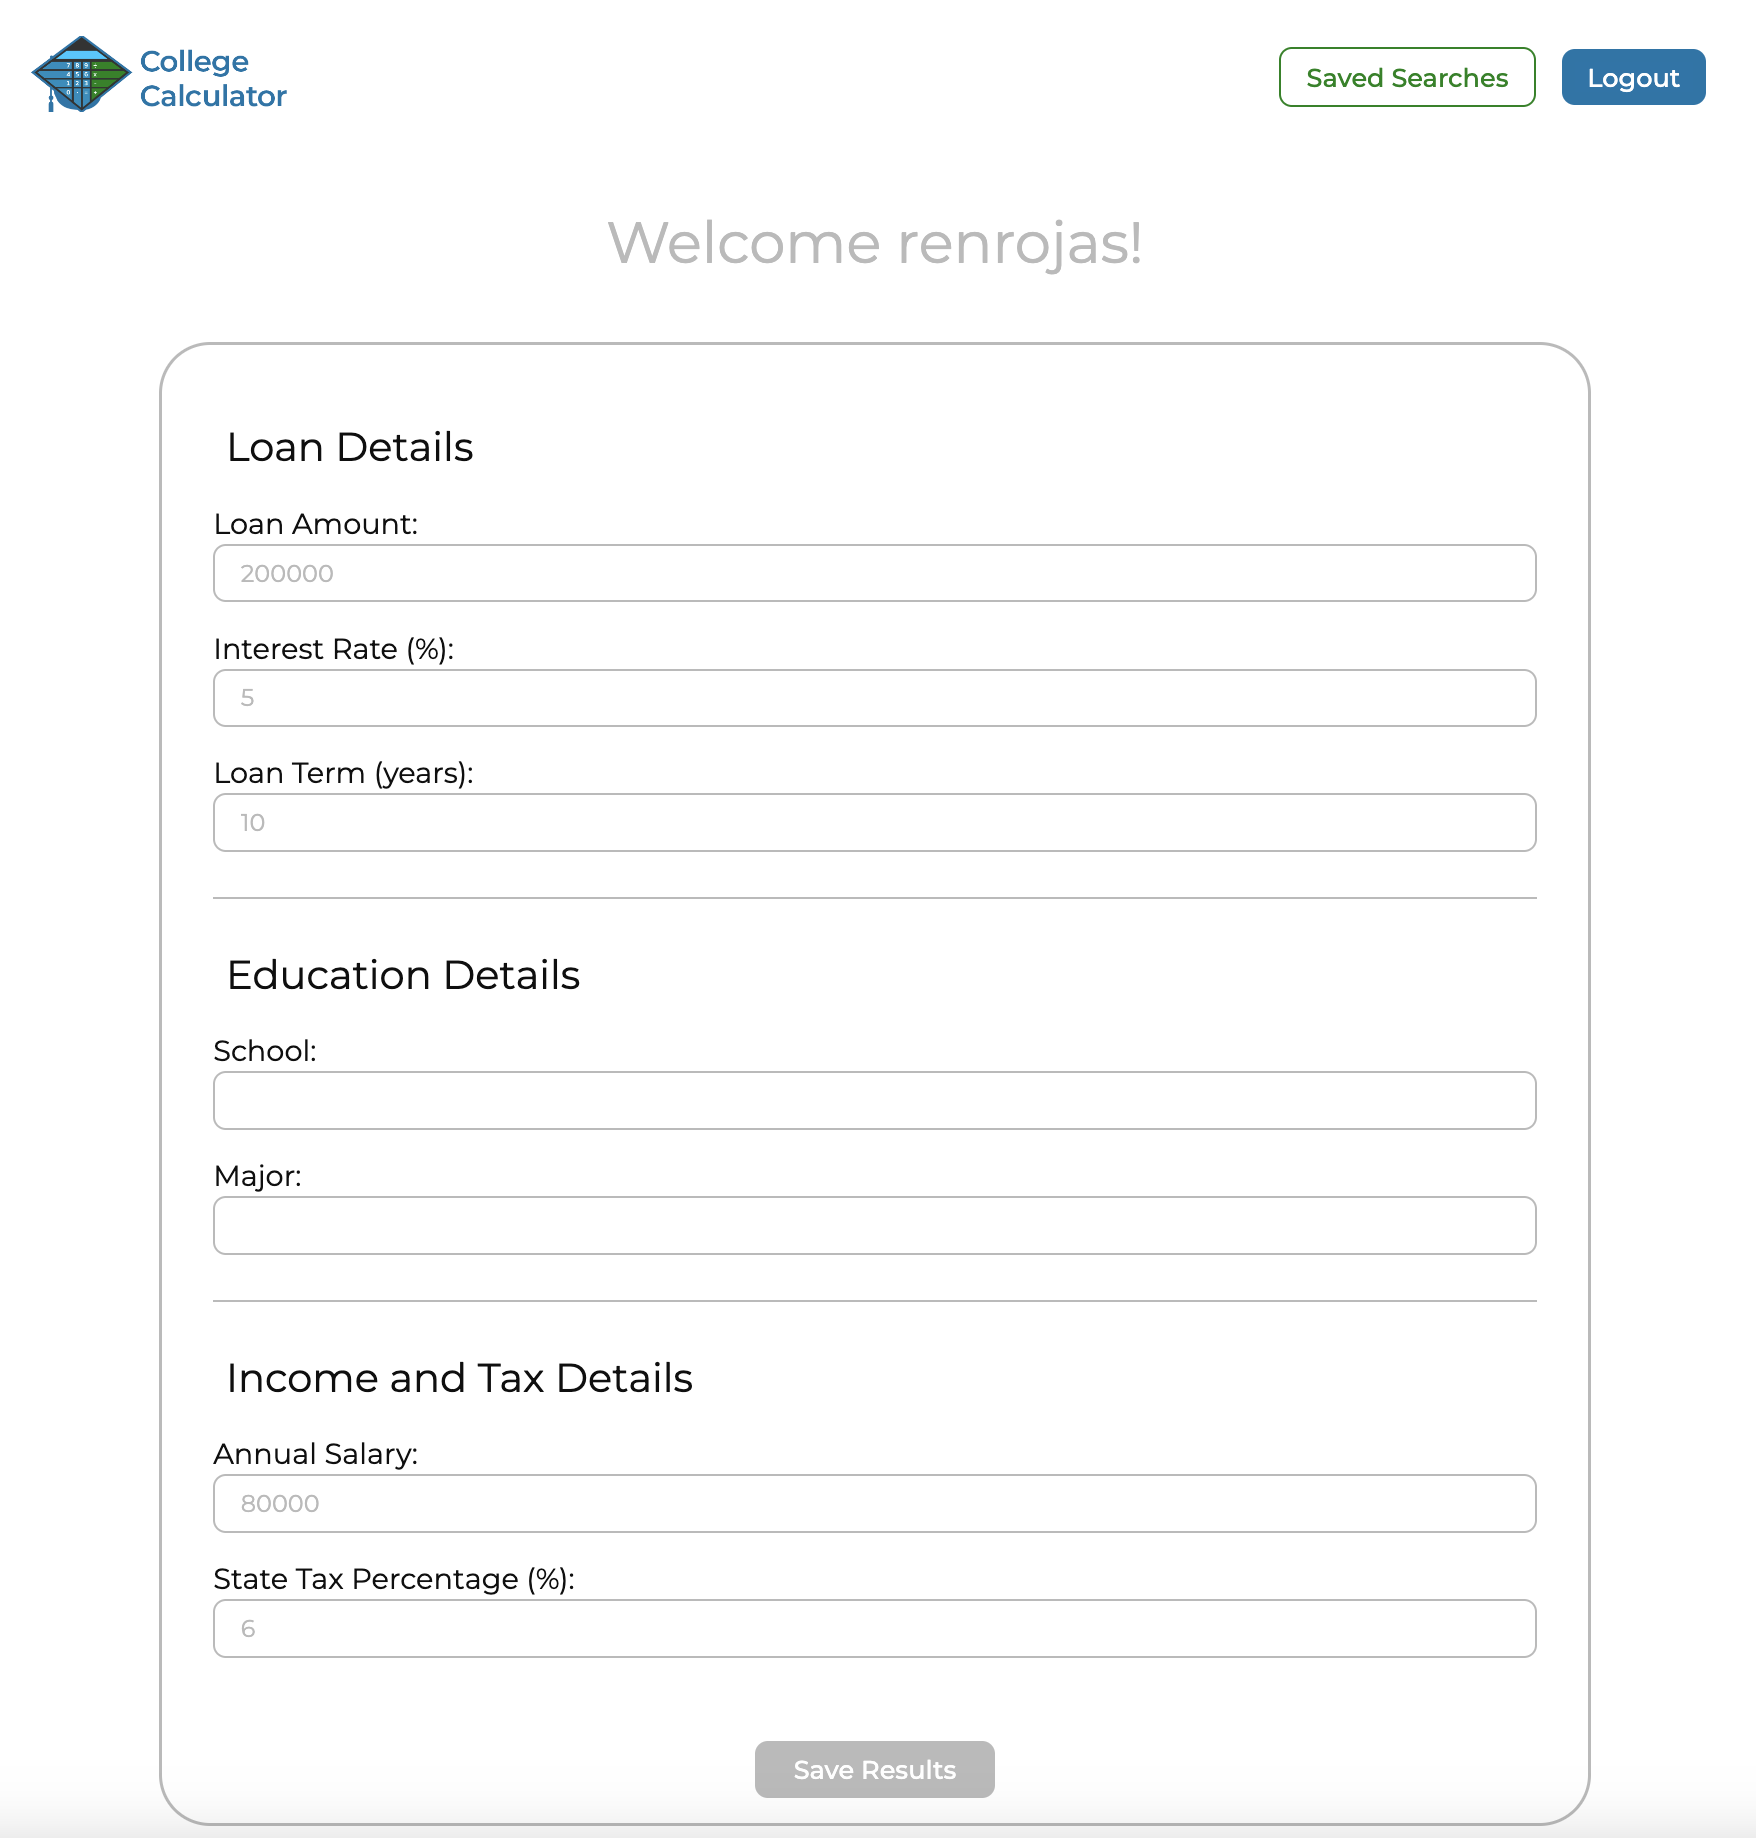 College
Calculator
Saved Searches
Logout
Welcome renrojas!
Loan Details
Loan Amount:
200000
Interest Rate (%):
5
Loan Term (years):
10
Education Details
School:
Major:
Income and Tax Details
Annual Salary:
80000
State Tax Percentage (%):
6
Save Results